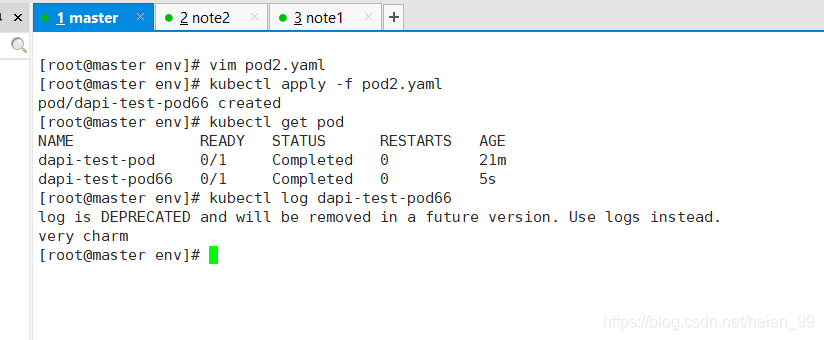 1 master × 2 note2 × 3 note1 × +
[root@master env]# vim pod2.yaml
[root@master env]# kubectl apply -f pod2.yaml
pod/dapi-test-pod66 created
[root@master env]# kubectl get pod
NAME READY STATUS RESTARTS AGE
dapi-test-pod 0/1 Completed 0 21m
dapi-test-pod66 0/1 Completed 0 5s
[root@master env]# kubectl log dapi-test-pod66
log is DEPRECATED and will be removed in a future version. Use logs instead.
very charm
[root@master env]#
https://blog.csdn.net/heian_99